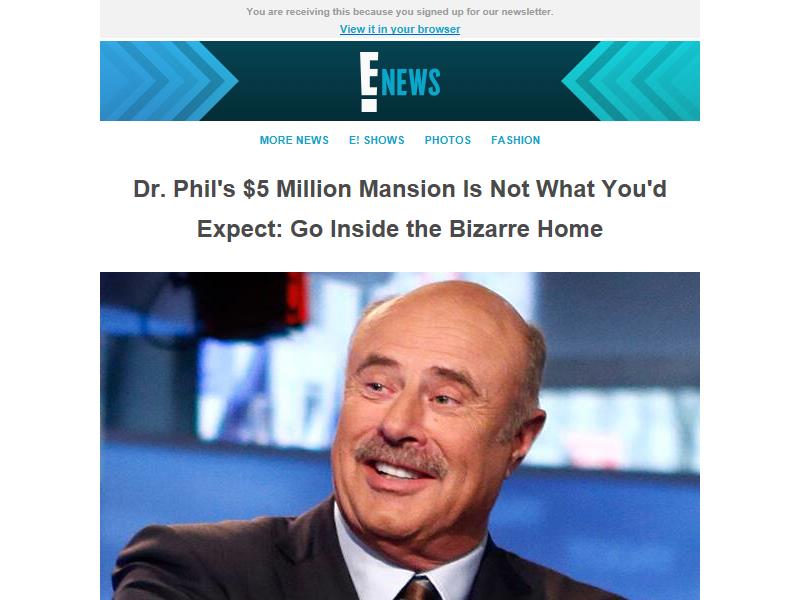 You are receiving this because you signed up for our newsletter.
View it in your browser
E! NEWS
MORE NEWS E! SHOWS PHOTOS FASHION
Dr. Phil's $5 Million Mansion Is Not What You'd
Expect: Go Inside the Bizarre Home